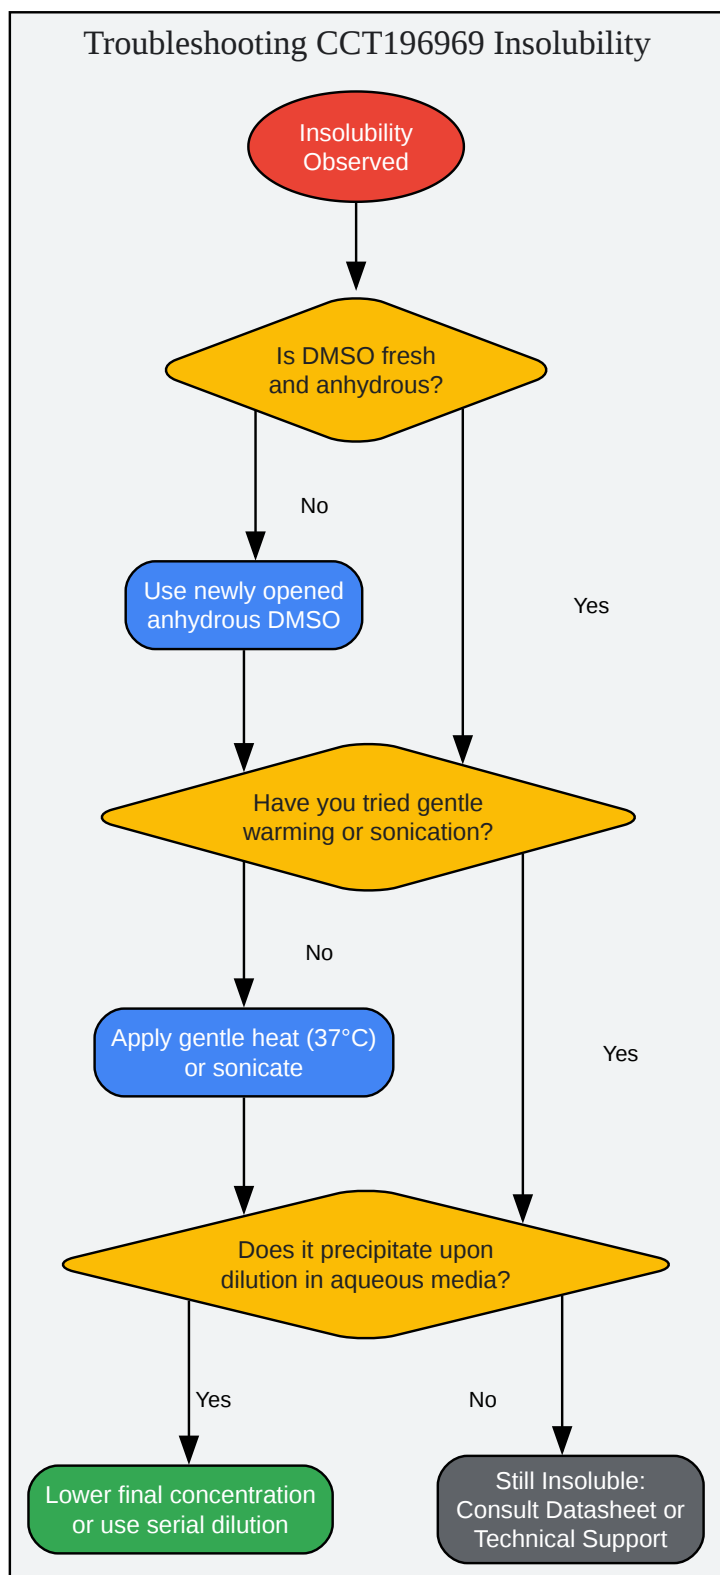 Troubleshooting CCT196969 Insolubility
Insolubility
Observed
Is DMSO fresh
and anhydrous?
No
Use newly opened
anhydrous DMSO
Yes
Have you tried gentle
warming or sonication?
No
Apply gentle heat (37°C)
or sonicate
Yes
Does it precipitate upon
dilution in aqueous media?
Yes
No
Lower final concentration
or use serial dilution
Still Insoluble:
Consult Datasheet or
Technical Support